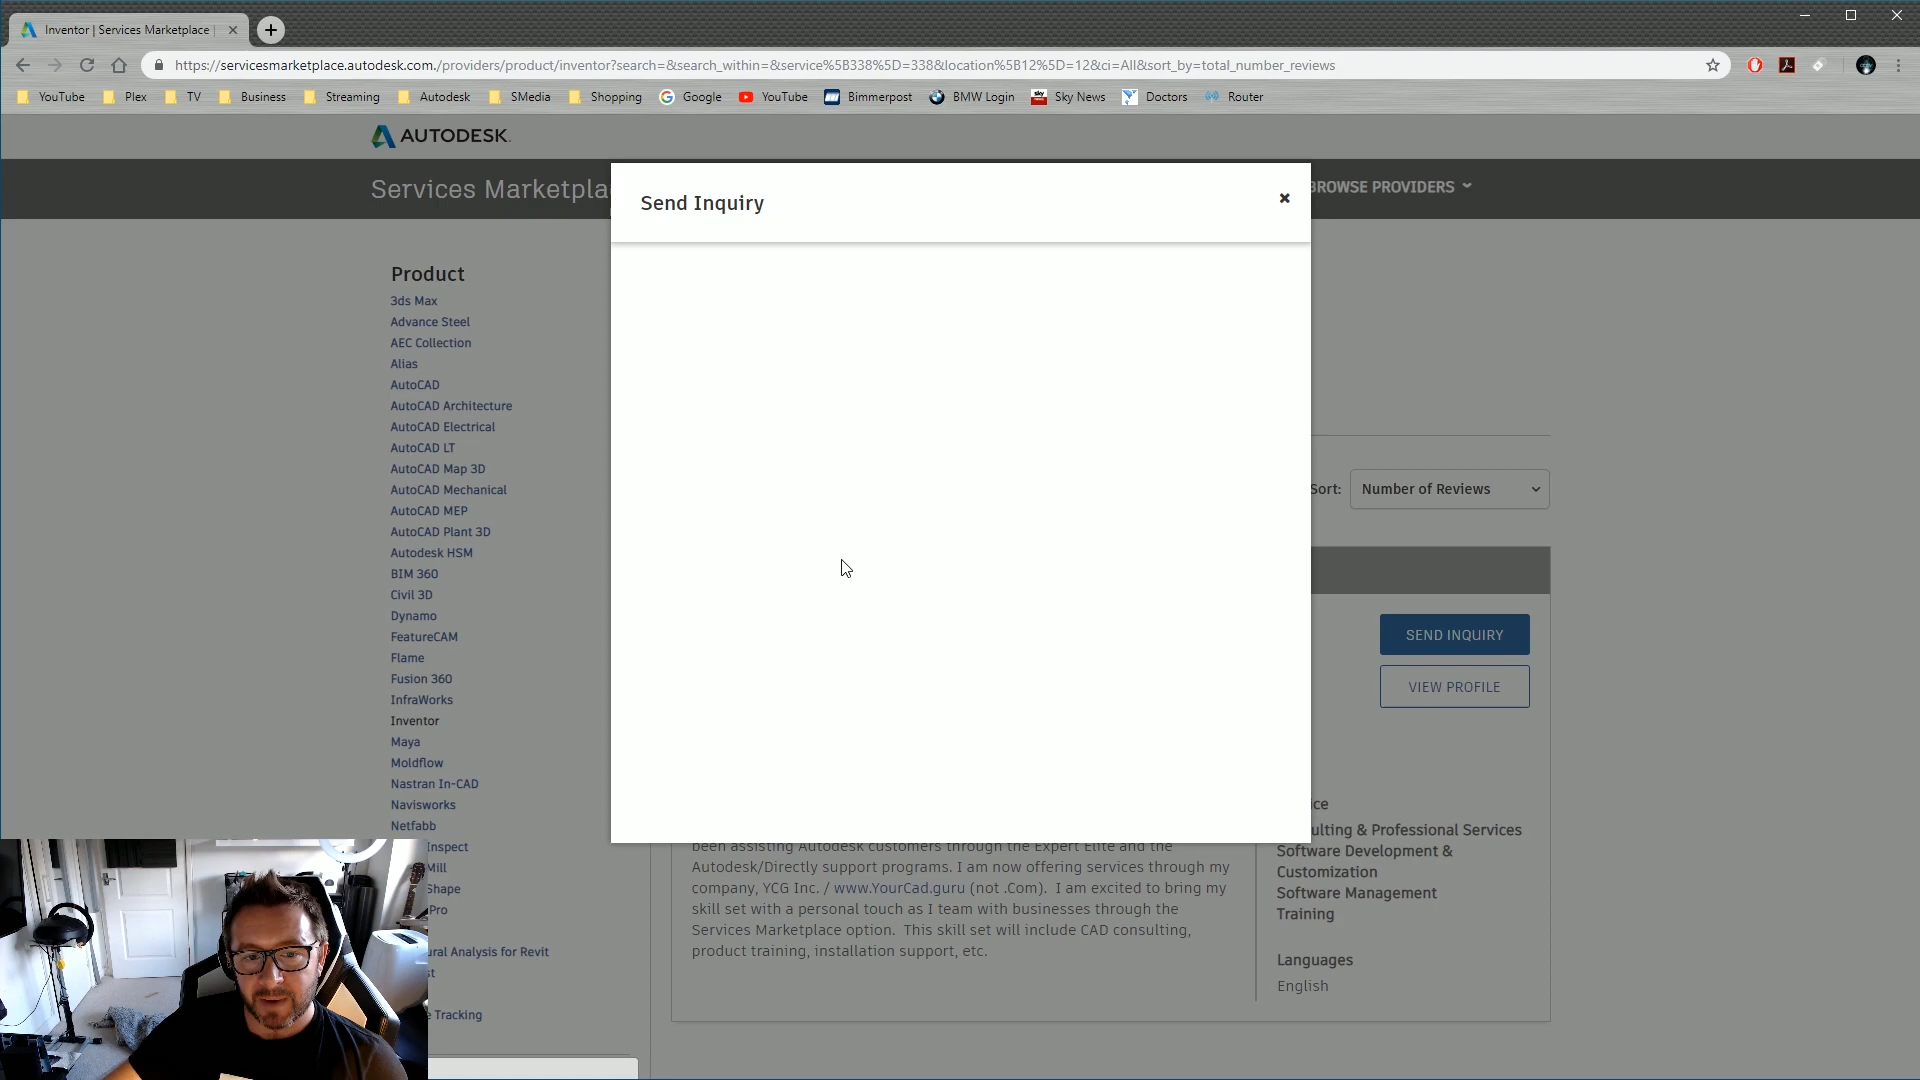 Inventor | Services Marketplace
https://servicesmarketplace.autodesk.com./providers/product/inventor?search=&search_within=&service%5B338%5D=338&location%5B12%5D=12&ci=All&sort_by=total_number_reviews
YouTube Plex TV Business Streaming Autodesk SMedia Shopping Google YouTube Bimmerpost BMW Login Sky News Doctors Router
AUTODESK.
Services Marketpla
BROWSE PROVIDERS
Send Inquiry
Product
3ds Max
Advance Steel
AEC Collection
Alias
AutoCAD
AutoCAD Architecture
AutoCAD Electrical
AutoCAD LT
AutoCAD Map 3D
AutoCAD Mechanical
AutoCAD MEP
AutoCAD Plant 3D
Autodesk HSM
BIM 360
Civil 3D
Dynamo
FeatureCAM
Flame
Fusion 360
InfraWorks
Inventor
Maya
Moldflow
Nastran In-CAD
Navisworks
Netfabb
Inspect
Mill
Shape
Pro
ural Analysis for Revit
st
e Tracking
Sort: Number of Reviews
SEND INQUIRY
VIEW PROFILE
been assisting Autodesk customers through the Expert Elite and the
Autodesk/Directly support programs. I am now offering services through my
company, YCG Inc. / www.YourCad.guru (not .Com). I am excited to bring my
skill set with a personal touch as I team with businesses through the
Services Marketplace option. This skill set will include CAD consulting,
product training, installation support, etc.
ice
ulting & Professional Services
Software Development &
Customization
Software Management
Training
Languages
English